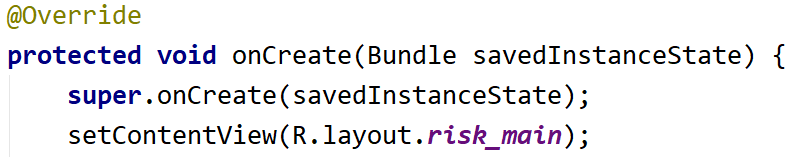 @Override
protected void onCreate(Bundle savedInstanceState) {
super.onCreate(savedInstanceState);
setContentView(R.layout.risk_main);